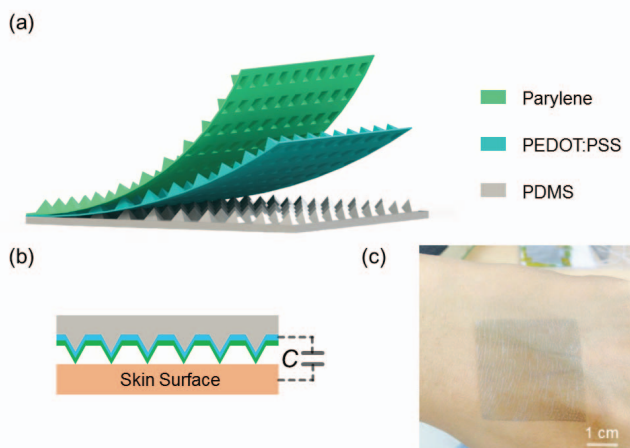 (a)
Parylene
PEDOT:PSS
PDMS
(b)
C
Skin Surface
(c)
1 cm